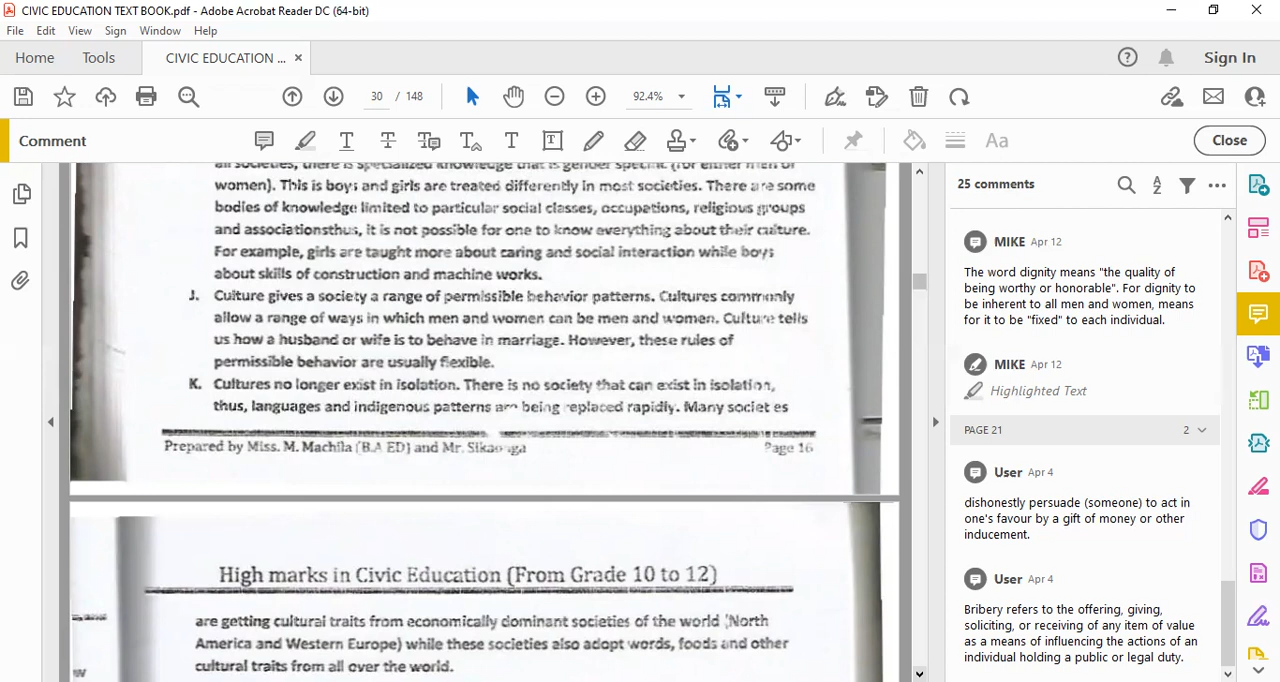 CIVIC EDUCATION TEXT BOOK.pdf - Adobe Acrobat Reader DC (64-bit)
File Edit View Sign Window Help
Home Tools CIVIC EDUCATION ... × Sign In
30 / 148 92.4%
Comment Close
all societies, there is specialized knowledge that is gender specific (for either men or
women). This is boys and girls are treated differently in most societies. There are some
bodies of knowledge limited to particular social classes, occupations, religious groups
and associationsthus, it is not possible for one to know everything about their culture.
For example, girls are taught more about caring and social interaction while boys
about skills of construction and machine works.
J. Culture gives a society a range of permissible behavior patterns. Cultures commonly
allow a range of ways in which men and women can be men and women. Culture tells
us how a husband or wife is to behave in marriage. However, these rules of
permissible behavior are usually flexible.
K. Cultures no longer exist in isolation. There is no society that can exist in isolation,
thus, languages and indigenous patterns are being replaced rapidly. Many societ es
Prepared by Miss. M. Machila (B.A ED) and Mr. Page 16
High marks in Civic Education (From Grade 10 to 12)
are getting cultural traits from economically dominant societies of the world (North
America and Western Europe) while these societies also adopt words, foods and other
cultural traits from all over the world.
25 comments
MIKE Apr 12
The word dignity means "the quality of
being worthy or honorable". For dignity to
be inherent to all men and women, means
for it to be "fixed" to each individual.
MIKE Apr 12
Highlighted Text
PAGE 21 2
User Apr 4
dishonestly persuade (someone) to act in
one's favour by a gift of money or other
inducement.
User Apr 4
Bribery refers to the offering, giving,
soliciting, or receiving of any item of value
as a means of influencing the actions of an
individual holding a public or legal duty.